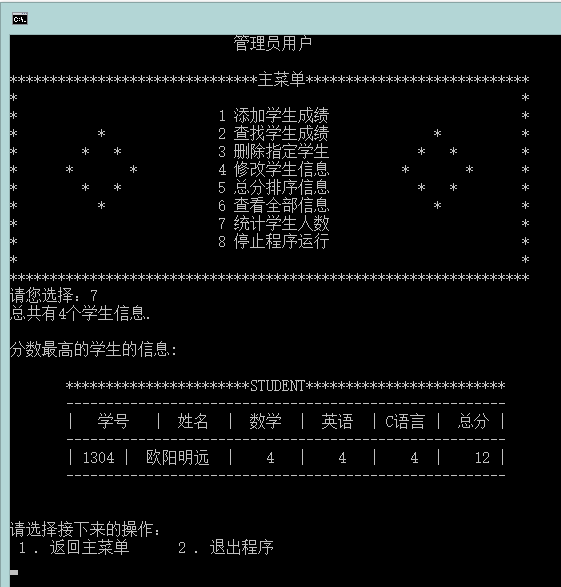 管理员用户
*******************************主菜单****************************
* *
* 1 添加学生成绩 *
* * 2 查找学生成绩 * *
* * * 3 删除指定学生 * * *
* * * 4 修改学生信息 * * *
* * * 5 总分排序信息 * * *
* * 6 查看全部信息 * *
* 7 统计学生人数 *
* 8 停止程序运行 *
* *
*****************************************************************
请您选择：7
总共有4个学生信息.
分数最高的学生的信息:
***********************STUDENT*************************
-------------------------------------------------------
| 学号 | 姓名 | 数学 | 英语 | C语言 | 总分 |
-------------------------------------------------------
| 1304 | 欧阳明远 | 4 | 4 | 4 | 12 |
-------------------------------------------------------
请选择接下来的操作：
1 . 返回主菜单 2 . 退出程序